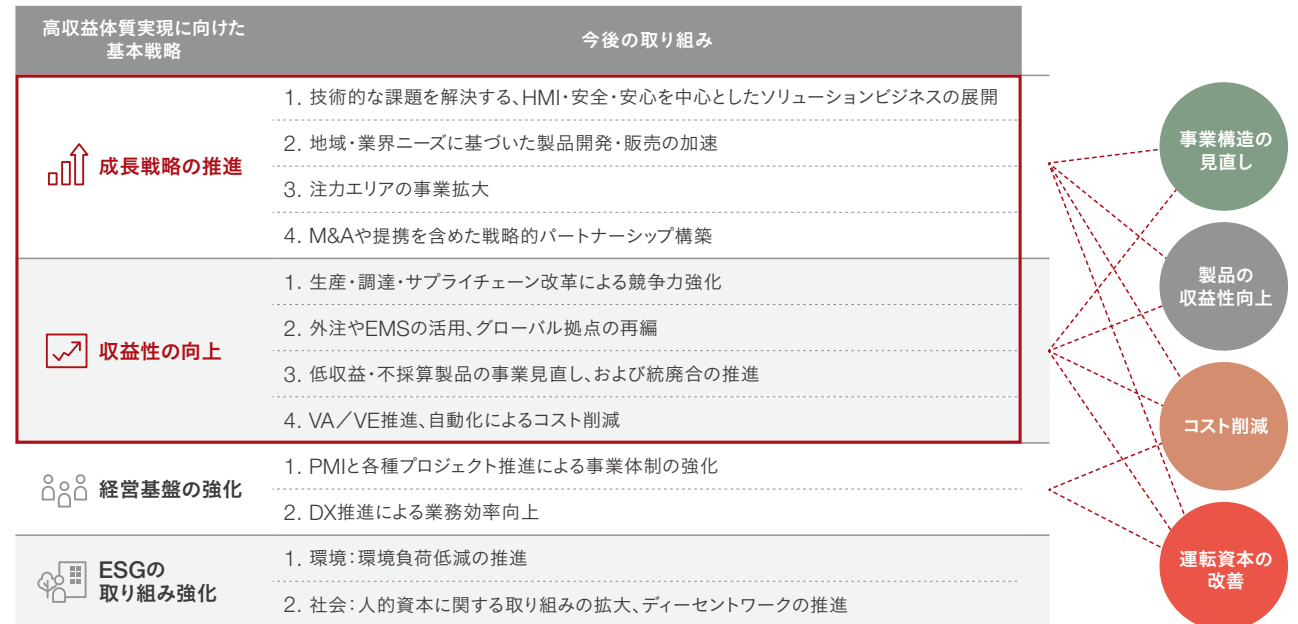 高収益体質実現に向けた
基本戦略
今後の取り組み
成長戦略の推進
1. 技術的な課題を解決する、HMI・安全・安心を中心としたソリューションビジネスの展開
2. 地域・業界ニーズに基づいた製品開発・販売の加速
3. 注力エリアの事業拡大
4. M&Aや提携を含めた戦略的パートナーシップ構築
収益性の向上
1. 生産・調達・サプライチェーン改革による競争力強化
2. 外注やEMSの活用、グローバル拠点の再編
3. 低収益・不採算製品の事業見直し、および統廃合の推進
4. VA／VE推進、自動化によるコスト削減
経営基盤の強化
1. PMIと各種プロジェクト推進による事業体制の強化
2. DX推進による業務効率向上
ESGの
取り組み強化
1. 環境：環境負荷低減の推進
2. 社会：人的資本に関する取り組みの拡大、ディーセントワークの推進
事業構造の
見直し
製品の
収益性向上
コスト削減
運転資本の
改善